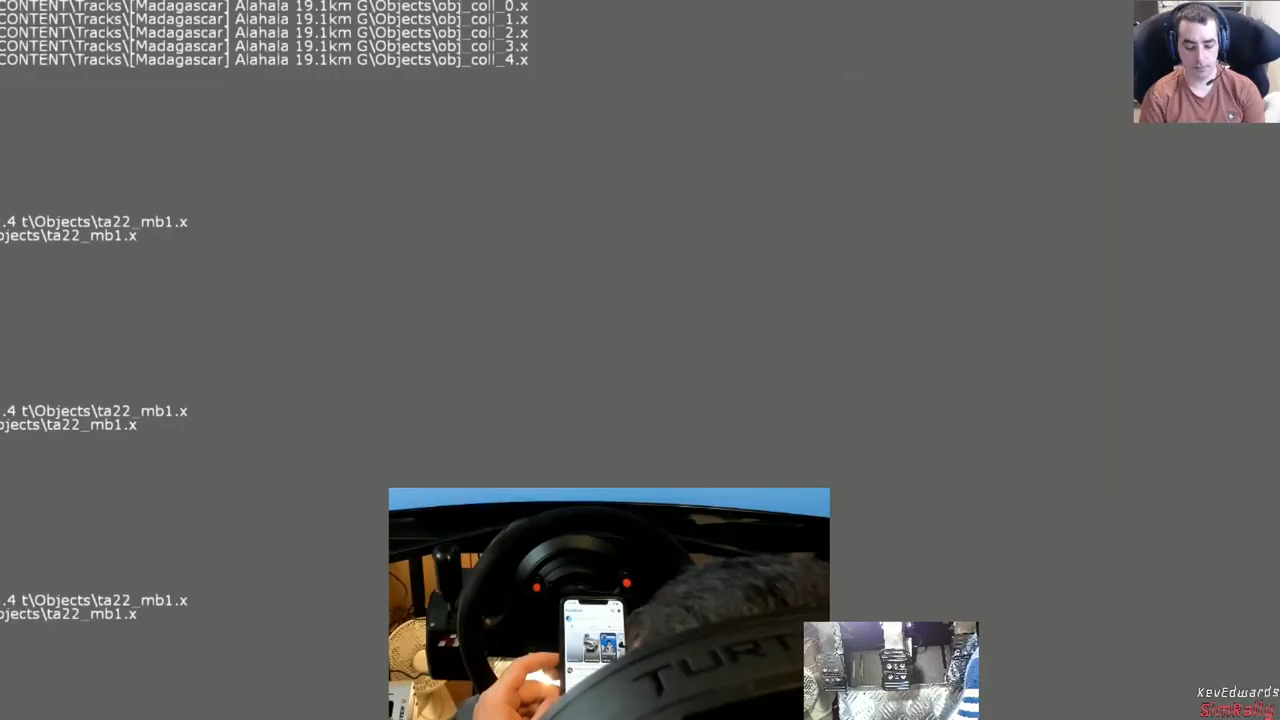 CONTENT\Tracks\[Madagascar] Alahala 19.1km G\Objects\obj_coll_0.x
CONTENT\Tracks\[Madagascar] Alahala 19.1km G\Objects\obj_coll_1.x
CONTENT\Tracks\[Madagascar] Alahala 19.1km G\Objects\obj_coll_2.x
CONTENT\Tracks\[Madagascar] Alahala 19.1km G\Objects\obj_coll_3.x
CONTENT\Tracks\[Madagascar] Alahala 19.1km G\Objects\obj_coll_4.x
.4 t\Objects\ta22_mb1.x
ojects\ta22_mb1.x
.4 t\Objects\ta22_mb1.x
ojects\ta22_mb1.x
.4 t\Objects\ta22_mb1.x
ojects\ta22_mb1.x
TURT
KevEdwards
SimRally